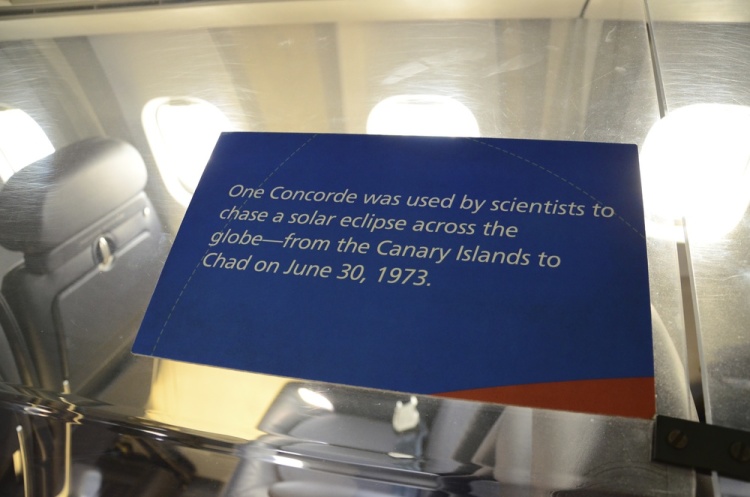 One Concorde was used by scientists to
chase a solar eclipse across the
globe—from the Canary Islands to
Chad on June 30, 1973.